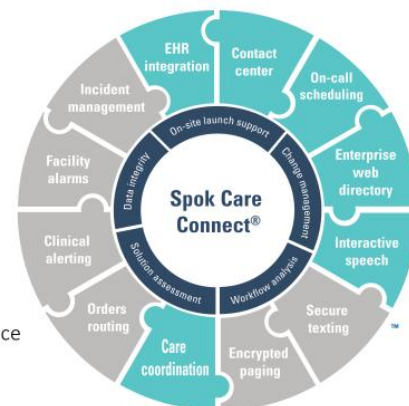 EHR
integration
Contact
center
On-call
scheduling
Enterprise
web
directory
Interactive
speech
Secure
texting
Encrypted
paging
Care
coordination
Orders
routing
Clinical
alerting
Facility
alarms
Incident
management
On-site launch support
Change management
Workflow analysis
Solution assessment
Data integrity
Spok Care
Connect®
ce
™